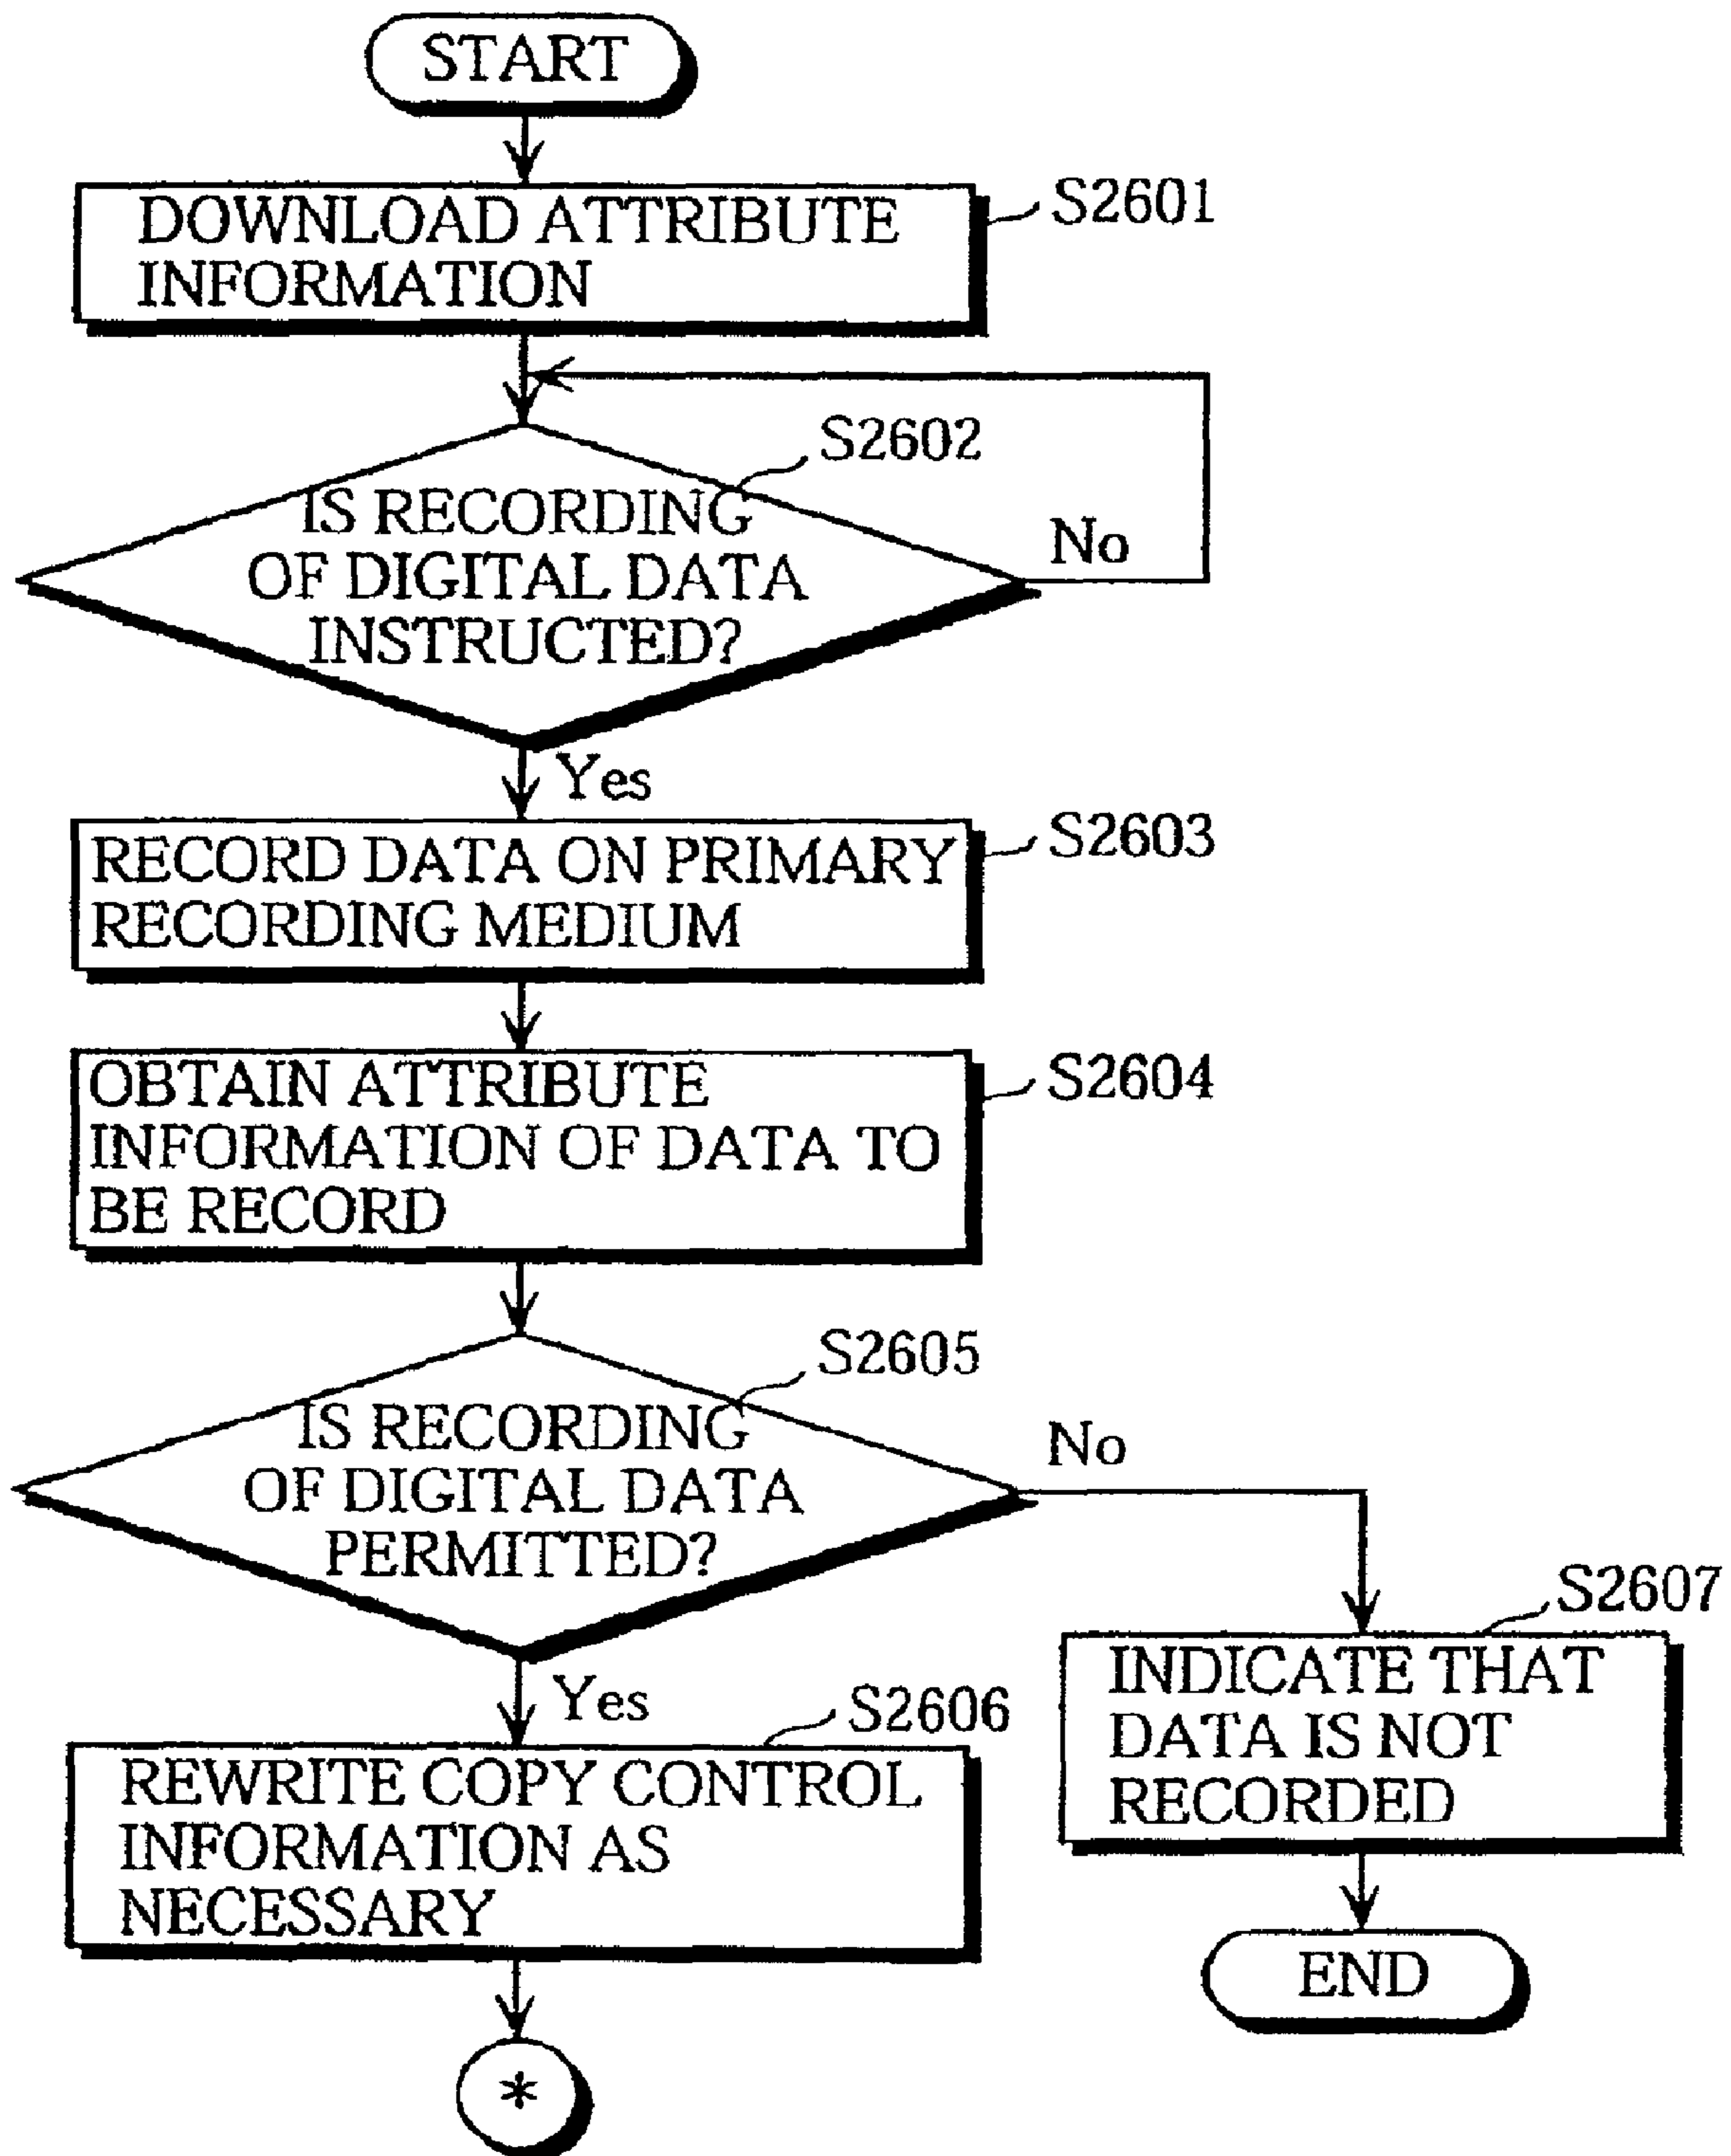 START
DOWNLOAD ATTRIBUTE
INFORMATION
S2601
S2602
IS RECORDING
OF DIGITAL DATA
INSTRUCTED?
No
Yes
RECORD DATA ON PRIMARY
RECORDING MEDIUM
S2603
OBTAIN ATTRIBUTE
INFORMATION OF DATA TO
BE RECORD
S2604
S2605
IS RECORDING
OF DIGITAL DATA
PERMITTED?
No
Yes
S2606
REWRITE COPY CONTROL
INFORMATION AS
NECESSARY
*
S2607
INDICATE THAT
DATA IS NOT
RECORDED
END